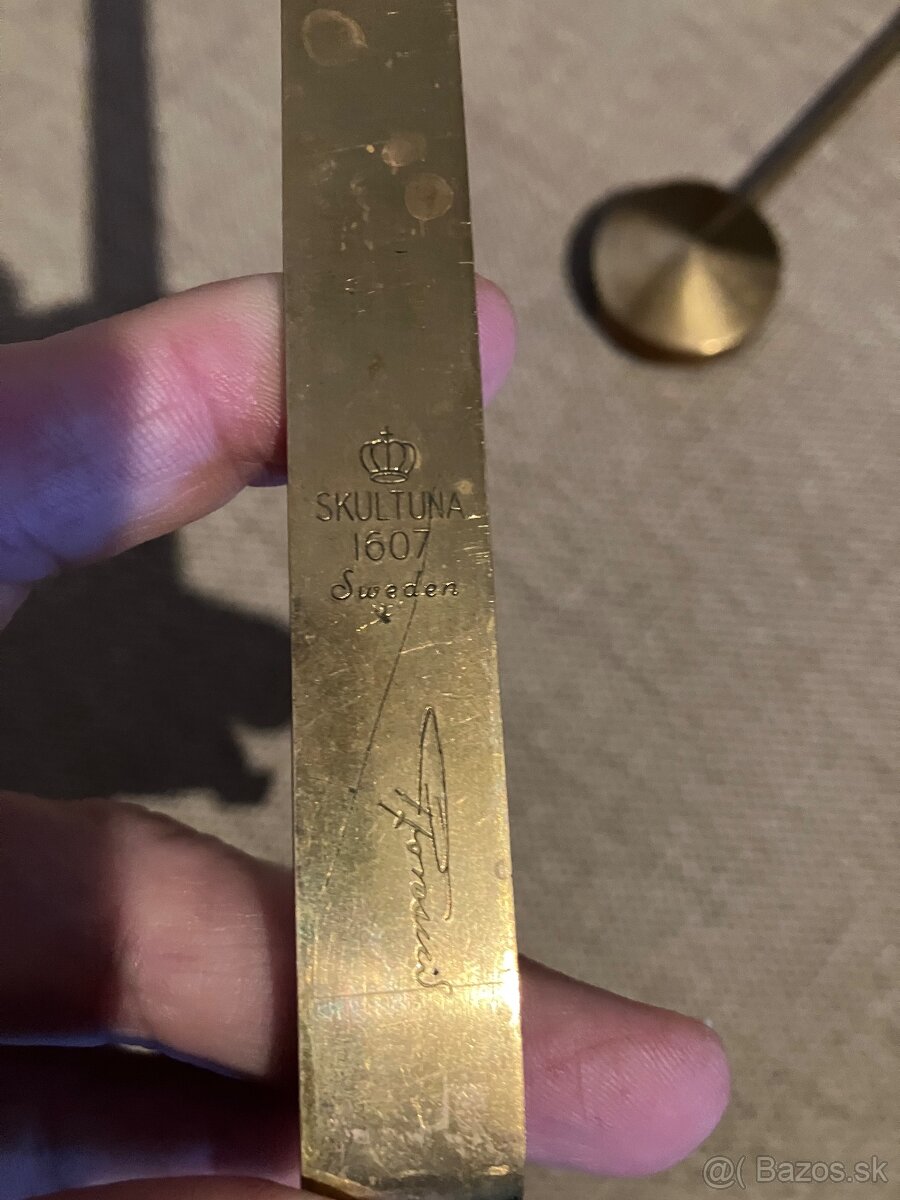 SKULTUNA
1607
Sweden
@( Bazos.sk